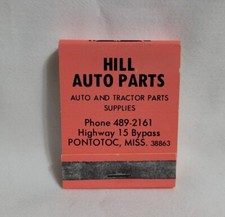 HILL
AUTO PARTS
AUTO AND TRACTOR PARTS
SUPPLIES
Phone 489-2161
Highway 15 Bypass
PONTOTOC, MISS. 38863